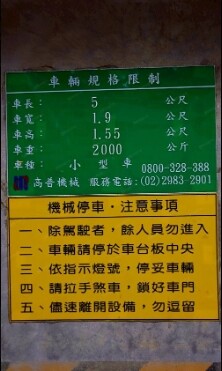 車輛規格限制
車長： 5 公尺
車寬： 1.9 公尺
車高： 1.55 公尺
車重： 2000 公斤
車種： 小型車
0800-328-388
高普機械 服務電話：(02)2983-2901
機械停車・注意事項
一、除駕駛者，餘人員勿進入
二、車輛請停於車台板中央
三、依指示燈號，停妥車輛
四、請拉手煞車，鎖好車門
五、儘速離開設備，勿逗留